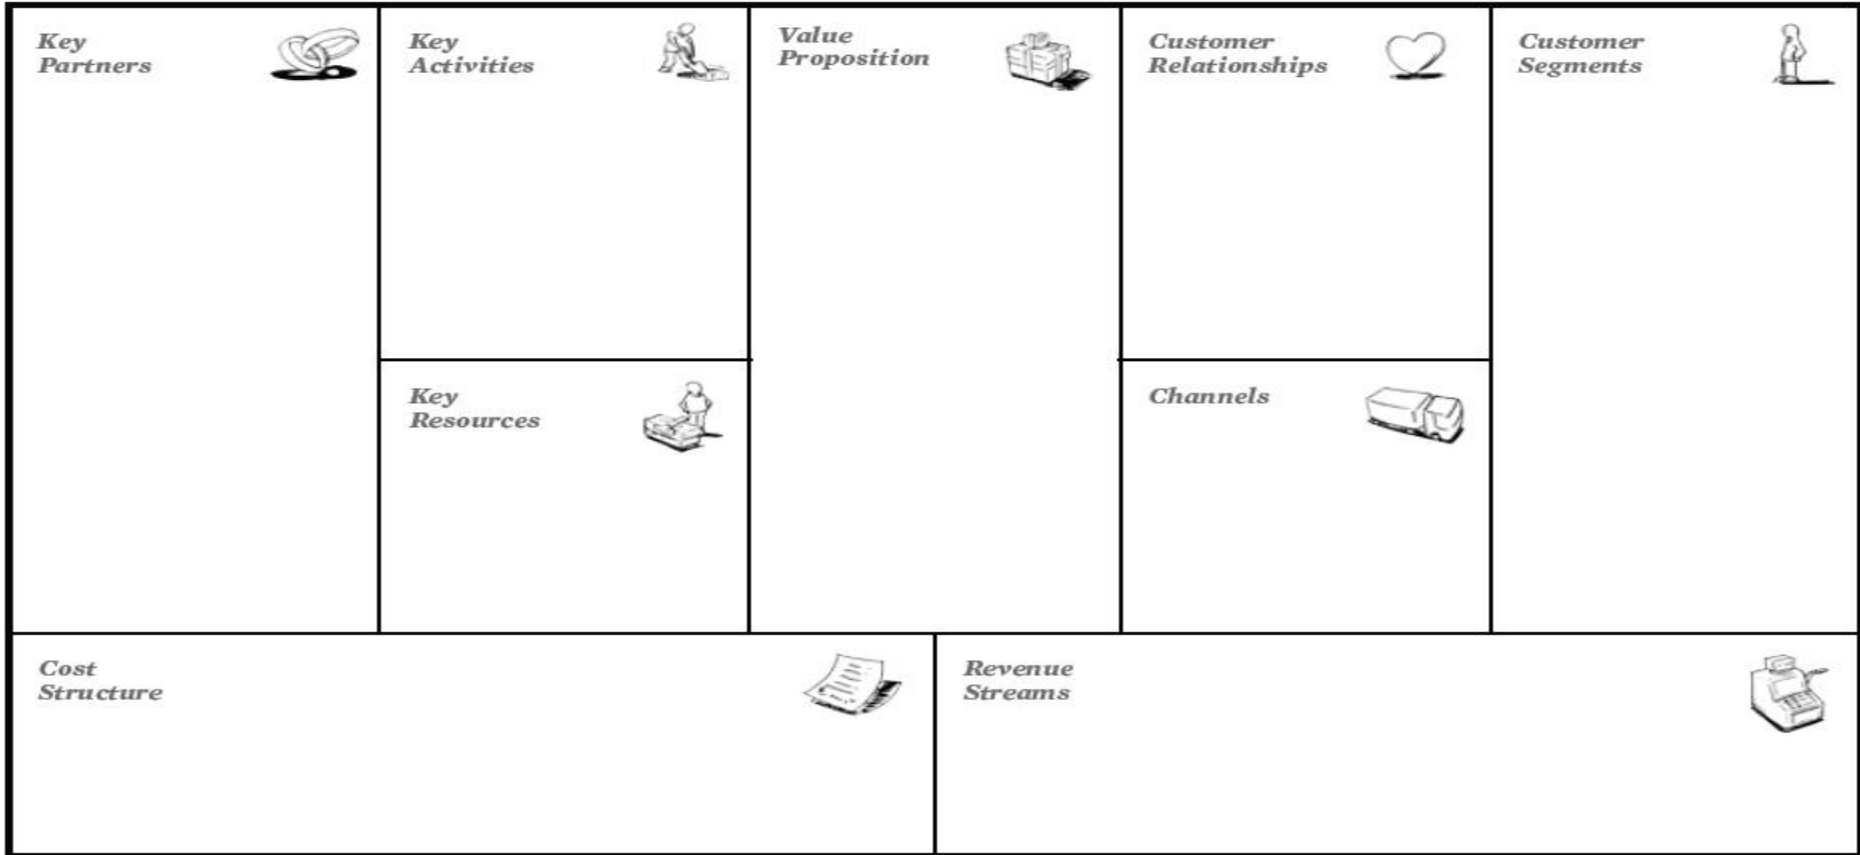 Key
Partners
Key
Activities
Value
Proposition
Customer
Relationships
Customer
Segments
Key
Resources
Channels
Cost
Structure
Revenue
Streams